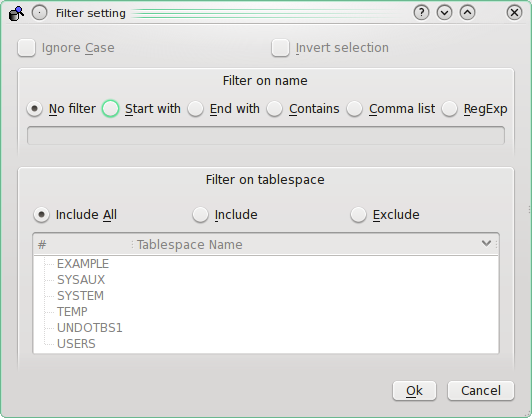 Filter setting
Ignore Case Invert selection
Filter on name
No filter Start with End with Contains Comma list RegExp
Filter on tablespace
Include All Include Exclude
# Tablespace Name
EXAMPLE
SYSAUX
SYSTEM
TEMP
UNDOTBS1
USERS
Ok Cancel